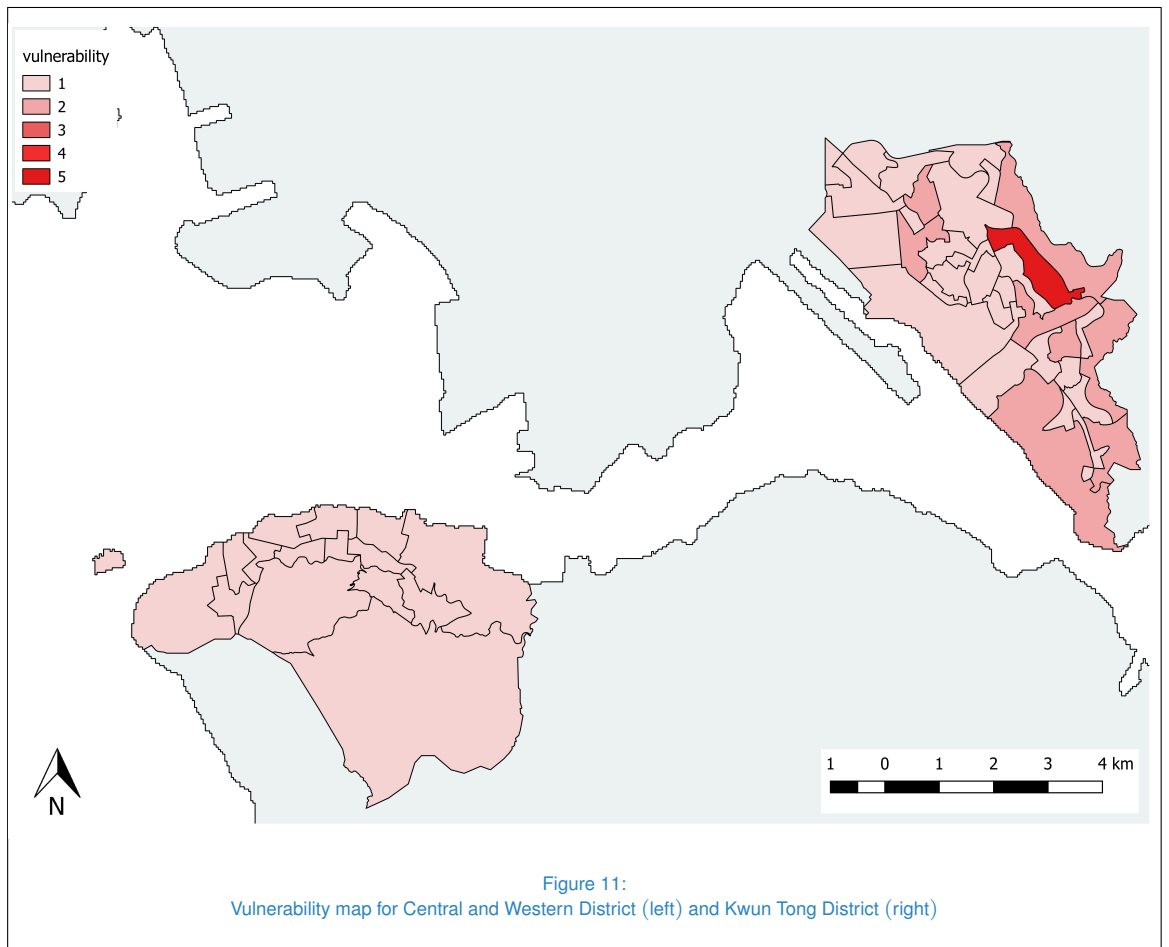 vulnerability
1
2
3
4
5
N
1 0 1 2 3 4 km
Figure 11:
Vulnerability map for Central and Western District (left) and Kwun Tong District (right)